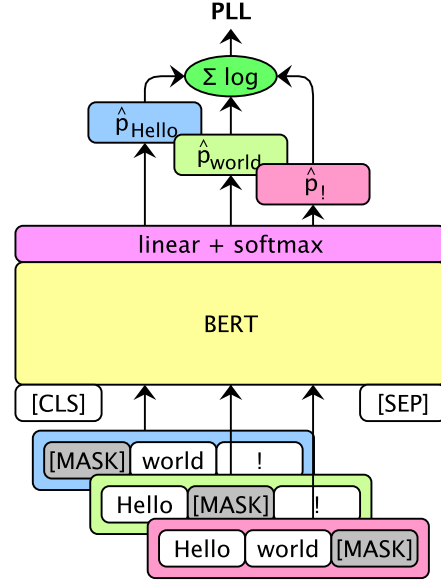 PLL
Σ log
p̂Hello
p̂world
p̂!
linear + softmax
BERT
[CLS]
[SEP]
[MASK] world !
Hello [MASK] !
Hello world [MASK]